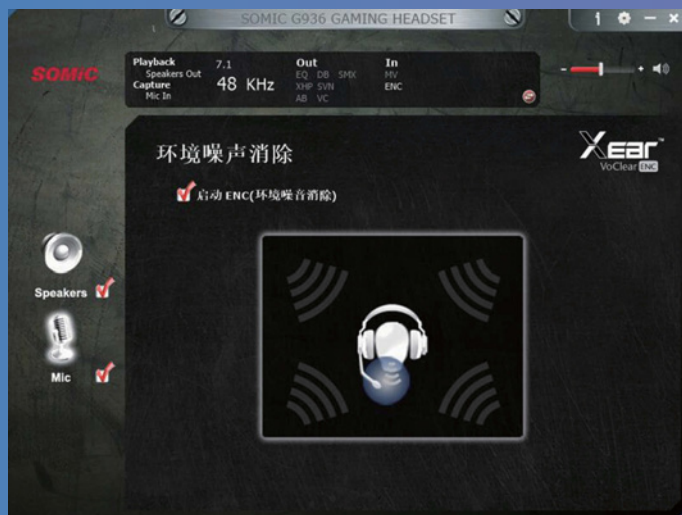 SOMIC G936 GAMING HEADSET
SOMiC
Playback 7.1
Speakers Out
Capture 48 KHz
Mic In
Out
EQ DB SMX
XHP SVN
AB VC
In
MV
ENC
环境噪声消除
Xear™
VoClear ENC
启动 ENC(环境噪音消除)
Speakers
Mic